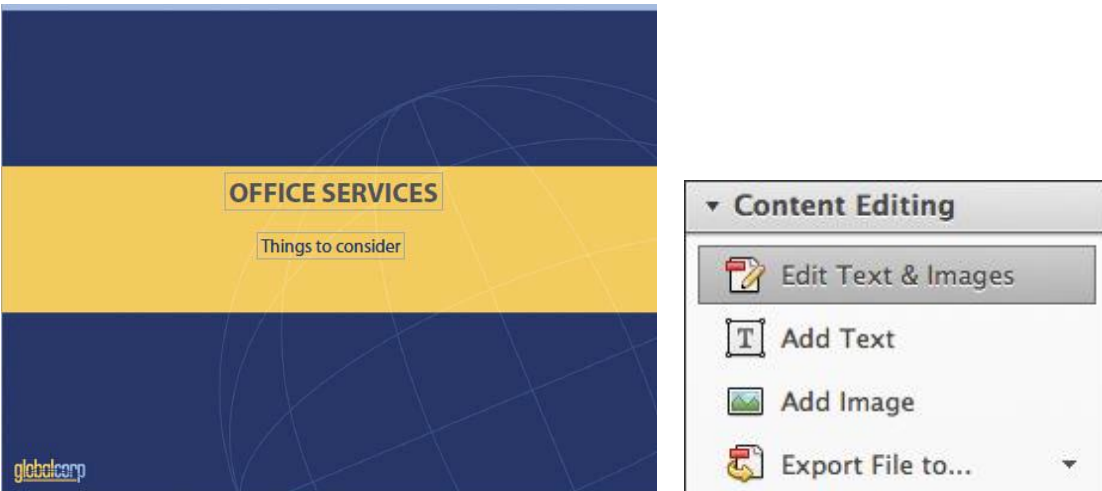 OFFICE SERVICES
Things to consider
globalcorp
Content Editing
Edit Text & Images
Add Text
Add Image
Export File to...